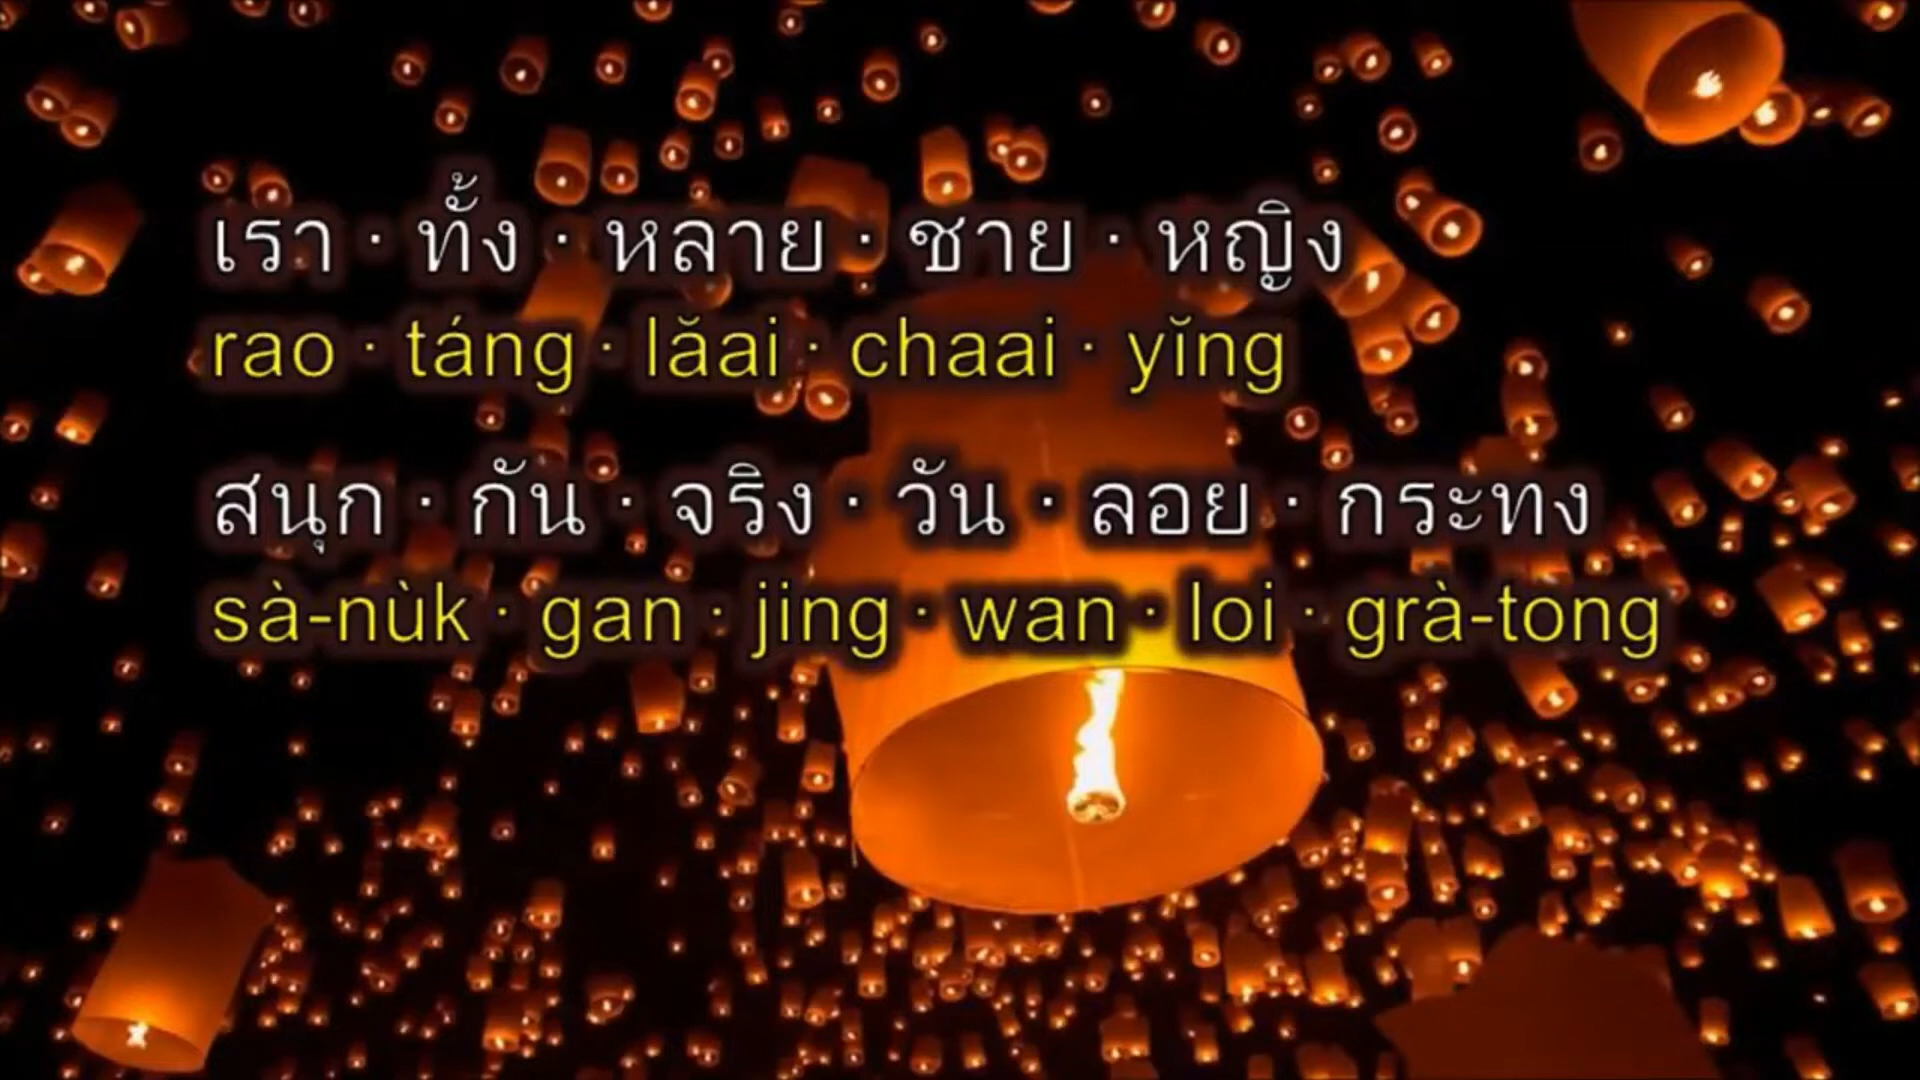 เรา · ทั้ง · หลาย · ชาย · หญิง
rao · táng · lăai · chaai · yĭng
สนุก · กัน · จริง · วัน · ลอย · กระทง
sà-nùk · gan · jing · wan · loi · grà-tong